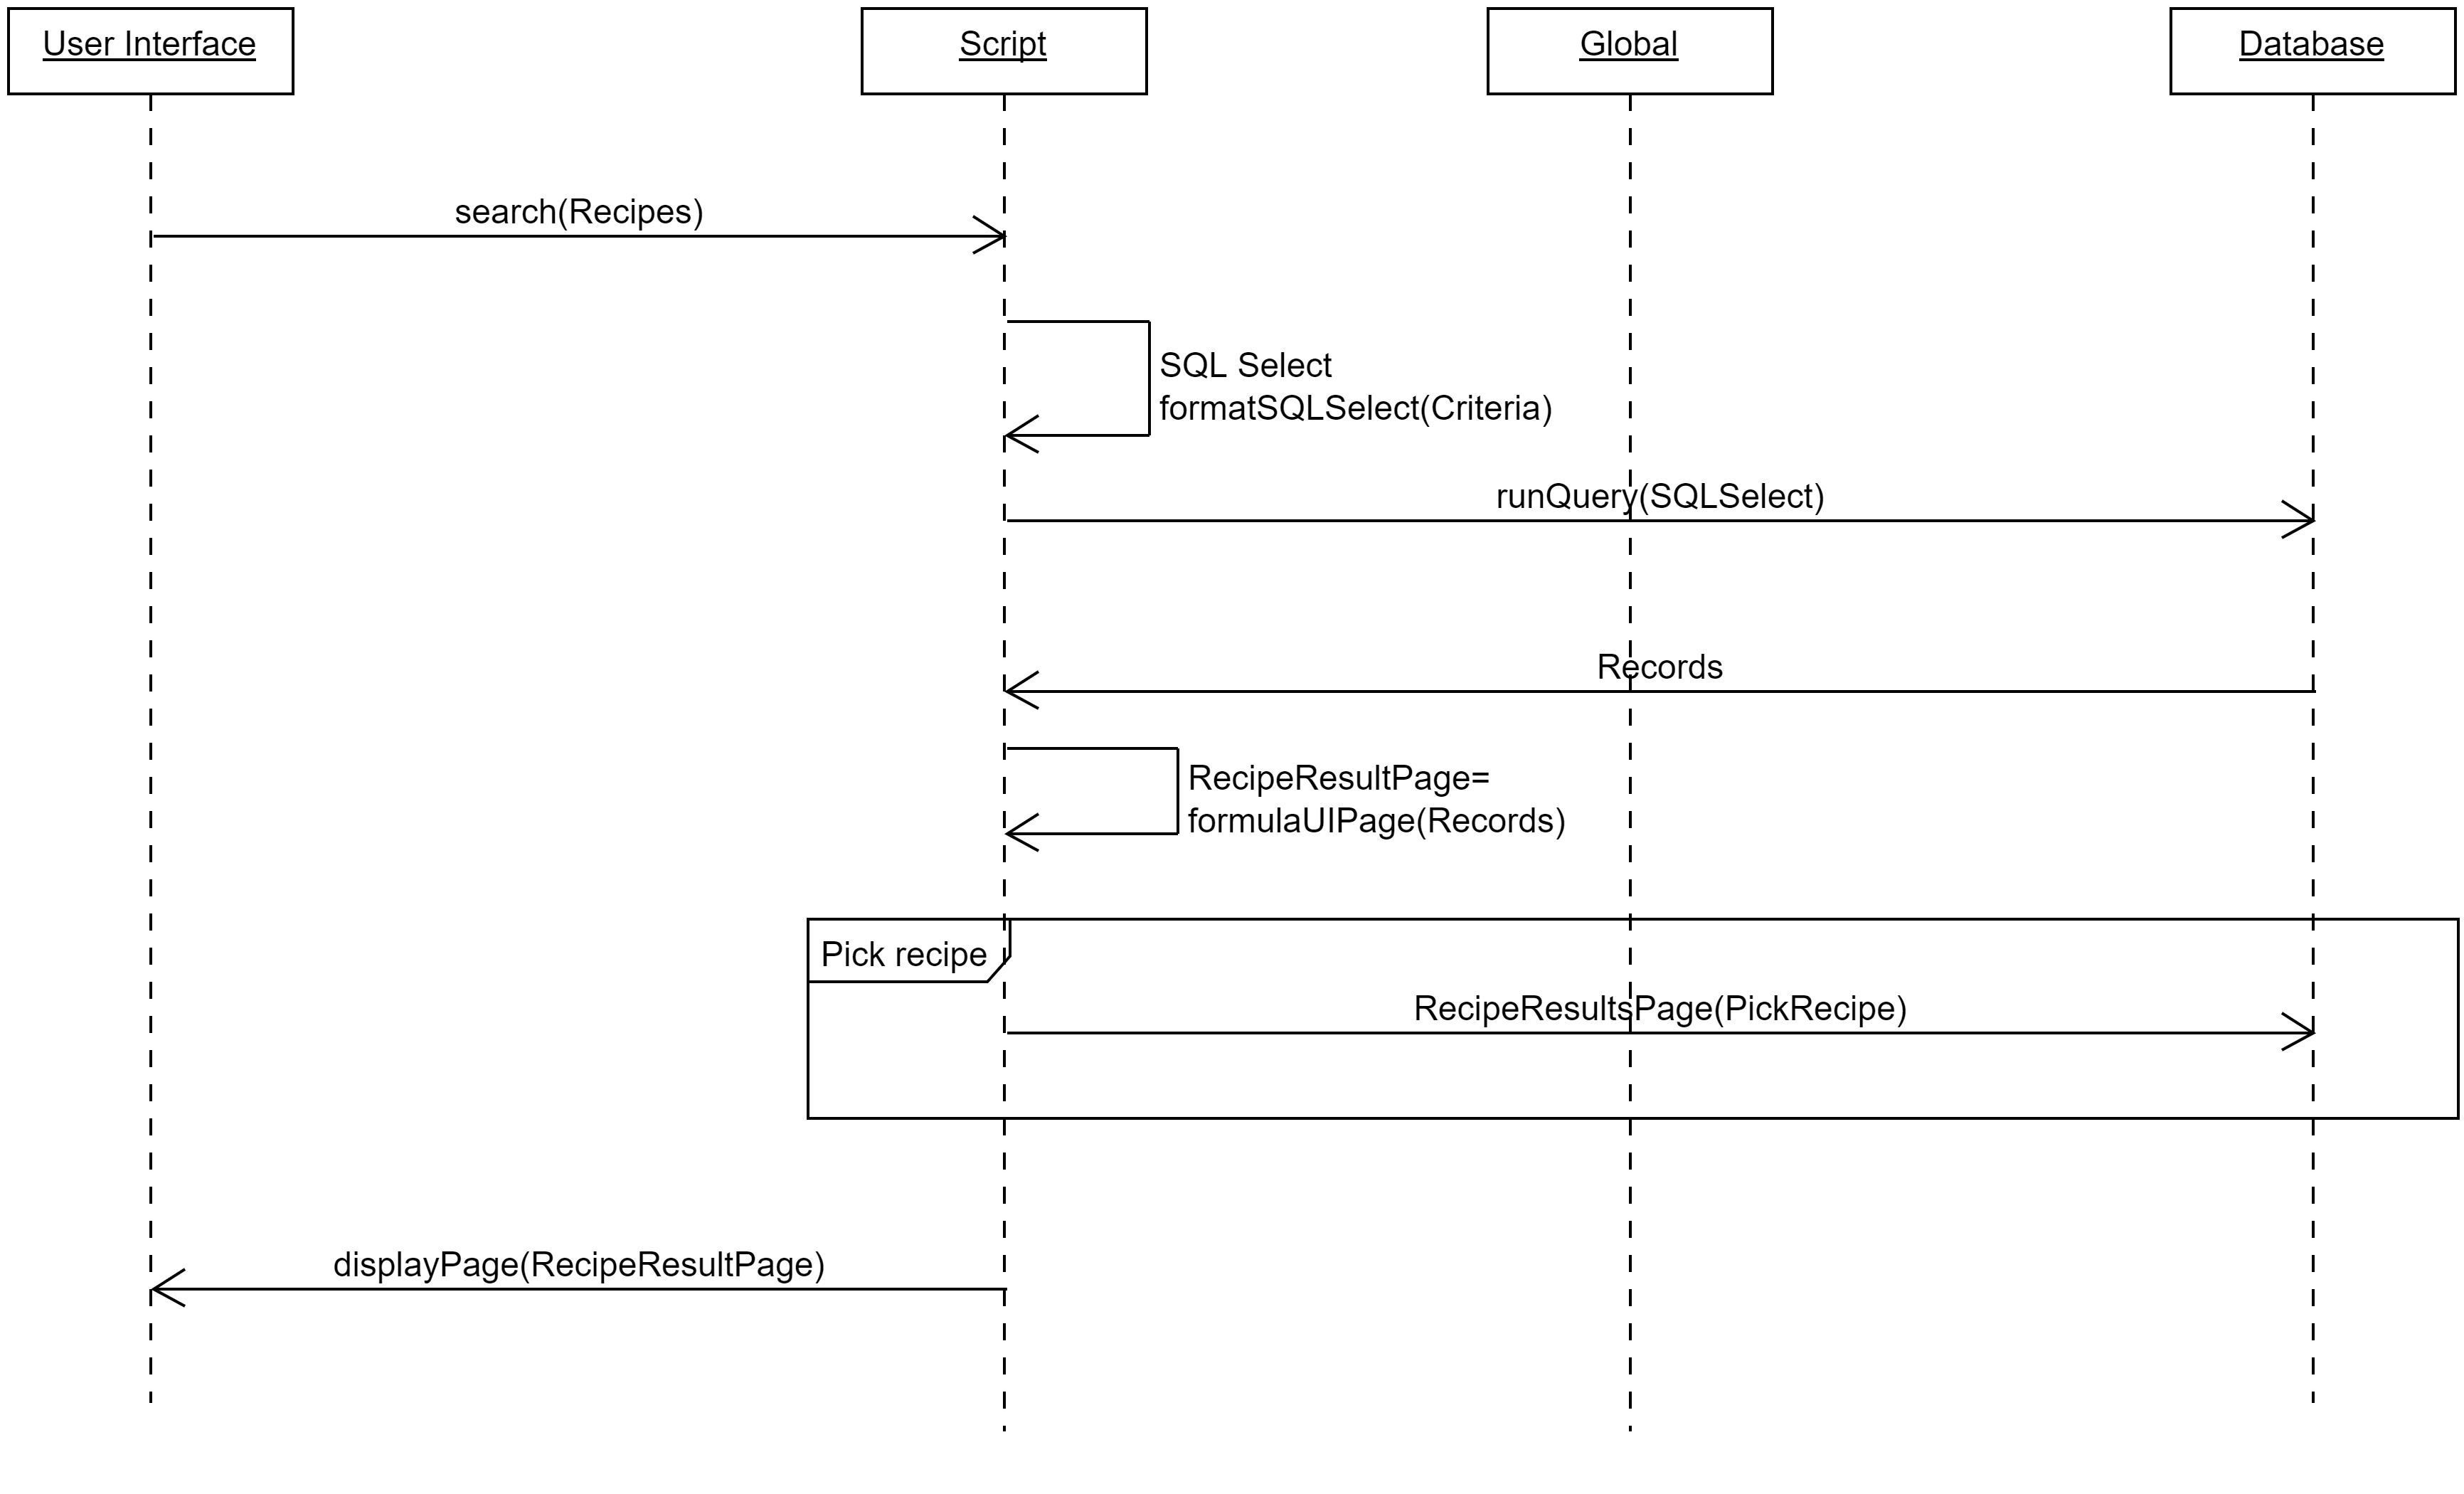 User Interface
Script
Global
Database
search(Recipes)
SQL Select
formatSQLSelect(Criteria)
runQuery(SQLSelect)
Records
RecipeResultPage=
formulaUIPage(Records)
Pick recipe
RecipeResultsPage(PickRecipe)
displayPage(RecipeResultPage)